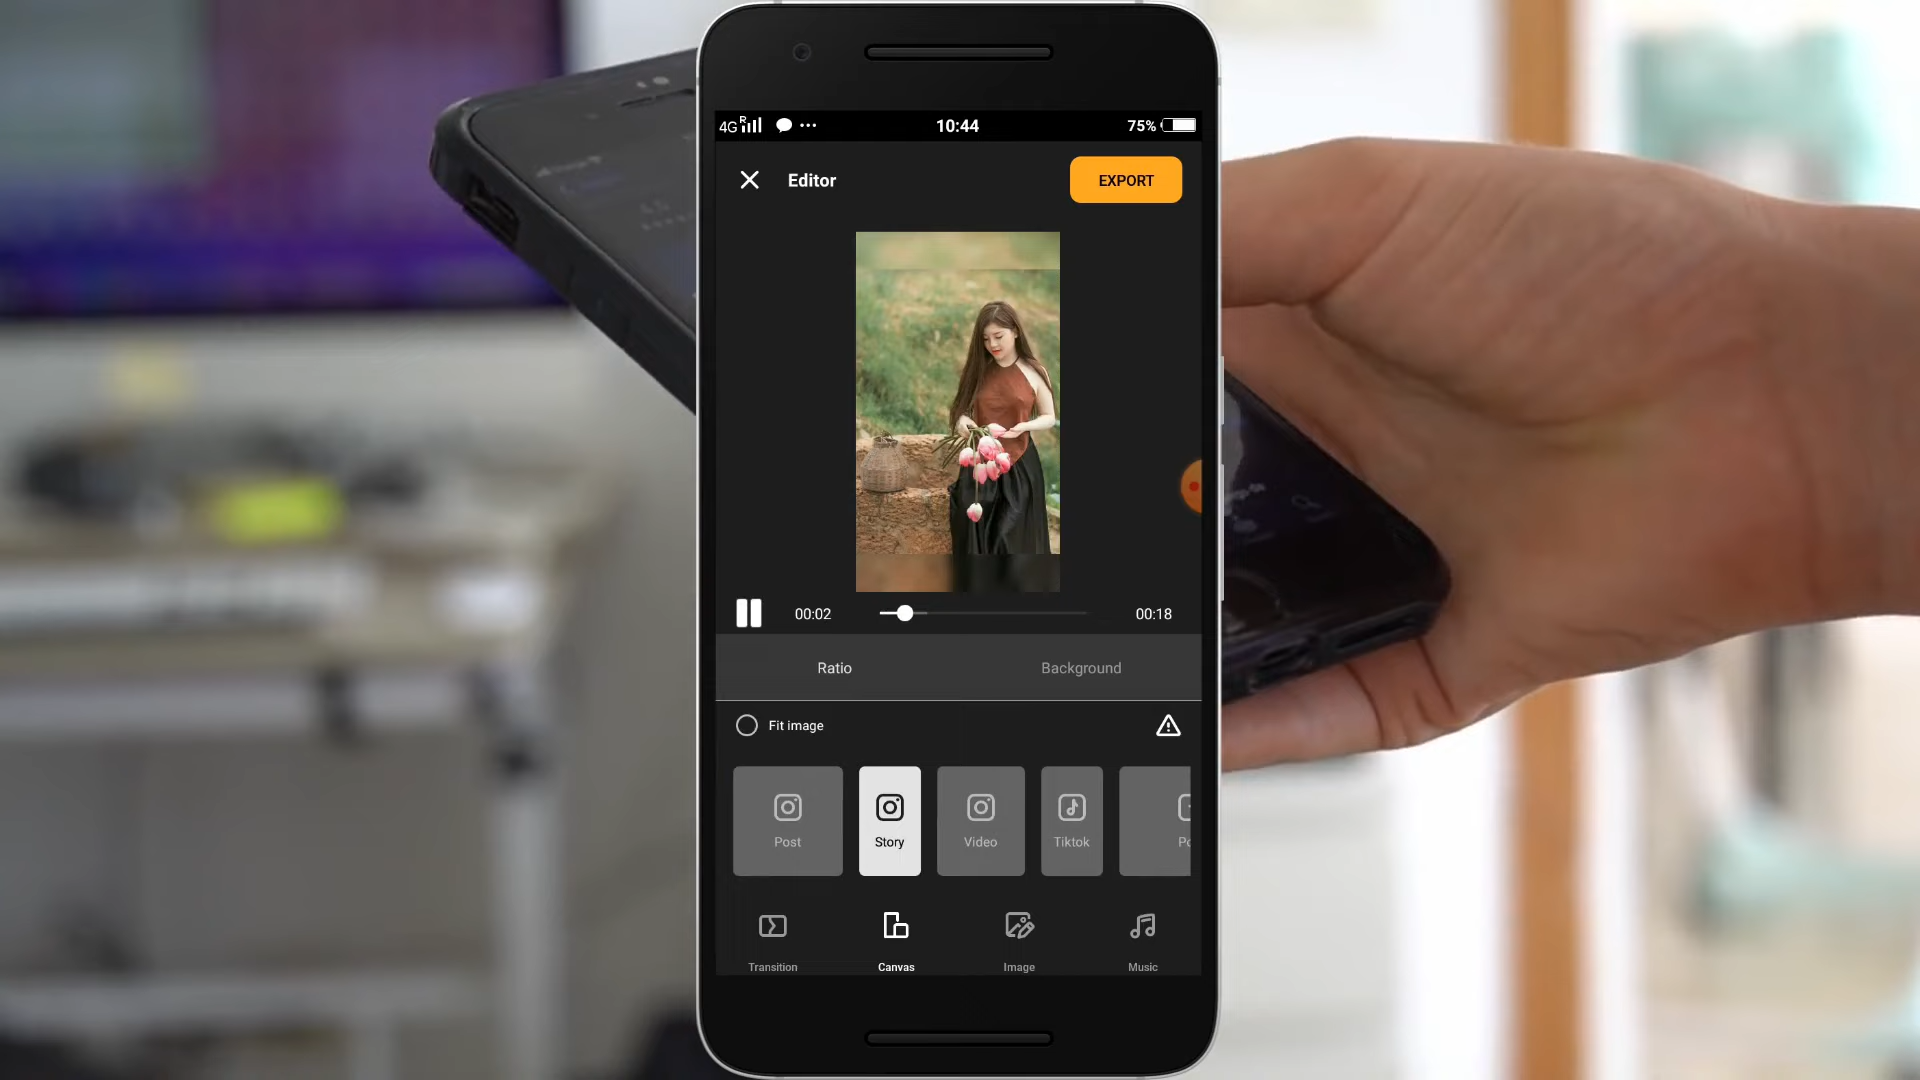 4G R ••• 10:44 75%
Editor EXPORT
00:02 00:18
Ratio Background
Fit image
Post Story Video Tiktok
Transition Canvas Image Music